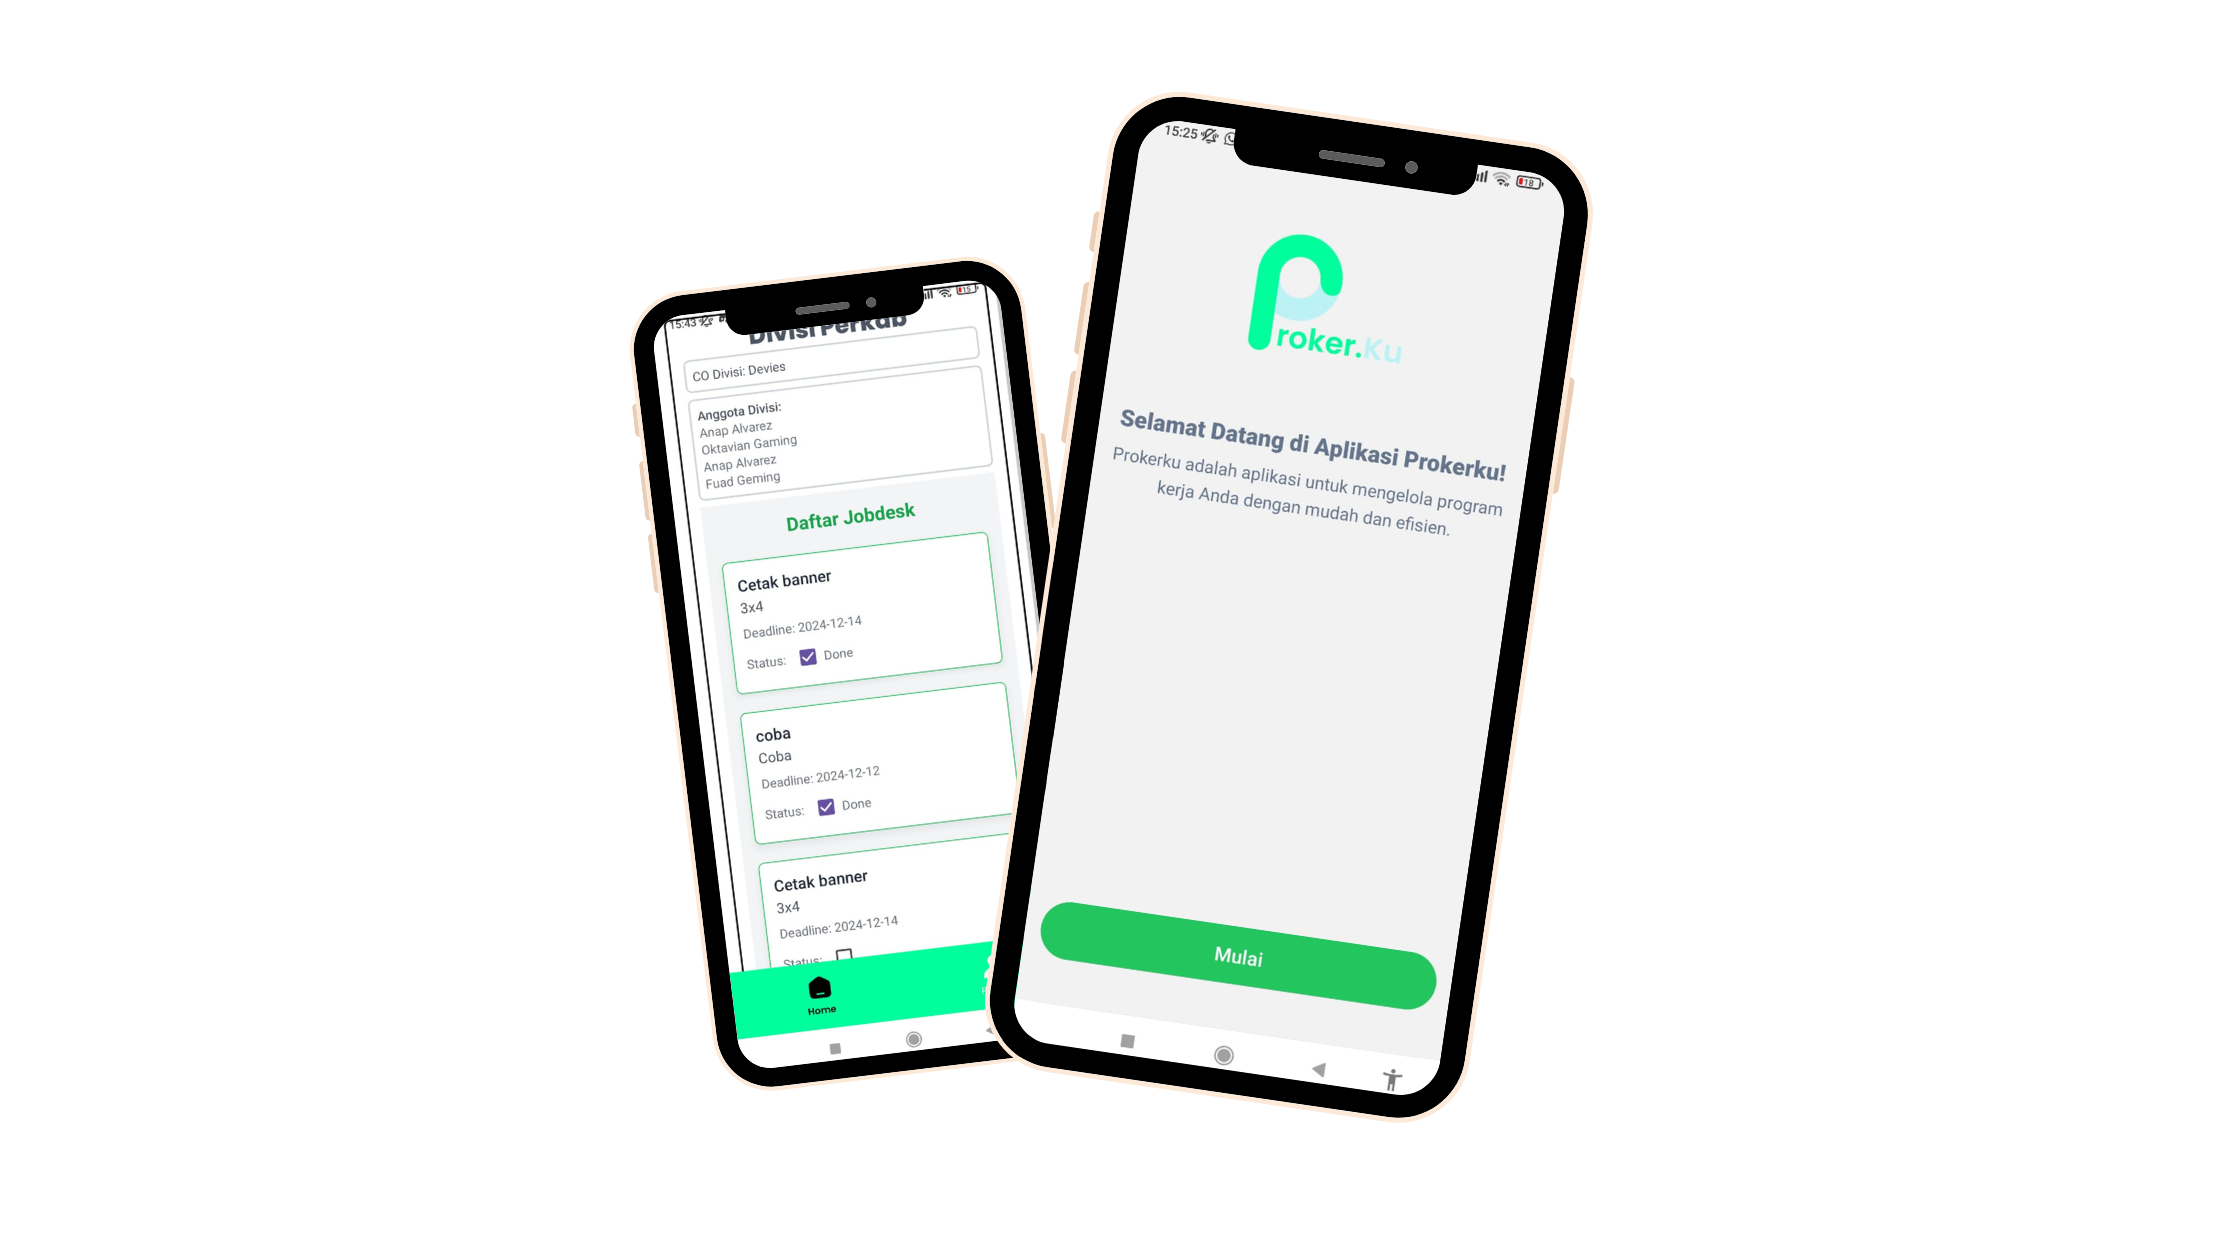 15:43
15
Divisi Perkab
CO Divisi: Devies
Anggota Divisi:
Anap Alvarez
Oktavian Gaming
Anap Alvarez
Fuad Geming
Daftar Jobdesk
Cetak banner
3x4
Deadline: 2024-12-14
Status: Done
coba
Coba
Deadline: 2024-12-12
Status: Done
Cetak banner
3x4
Deadline: 2024-12-14
Status:
Home
15:25
18
Proker.Ku
Selamat Datang di Aplikasi Prokerku!
Prokerku adalah aplikasi untuk mengelola program
kerja Anda dengan mudah dan efisien.
Mulai